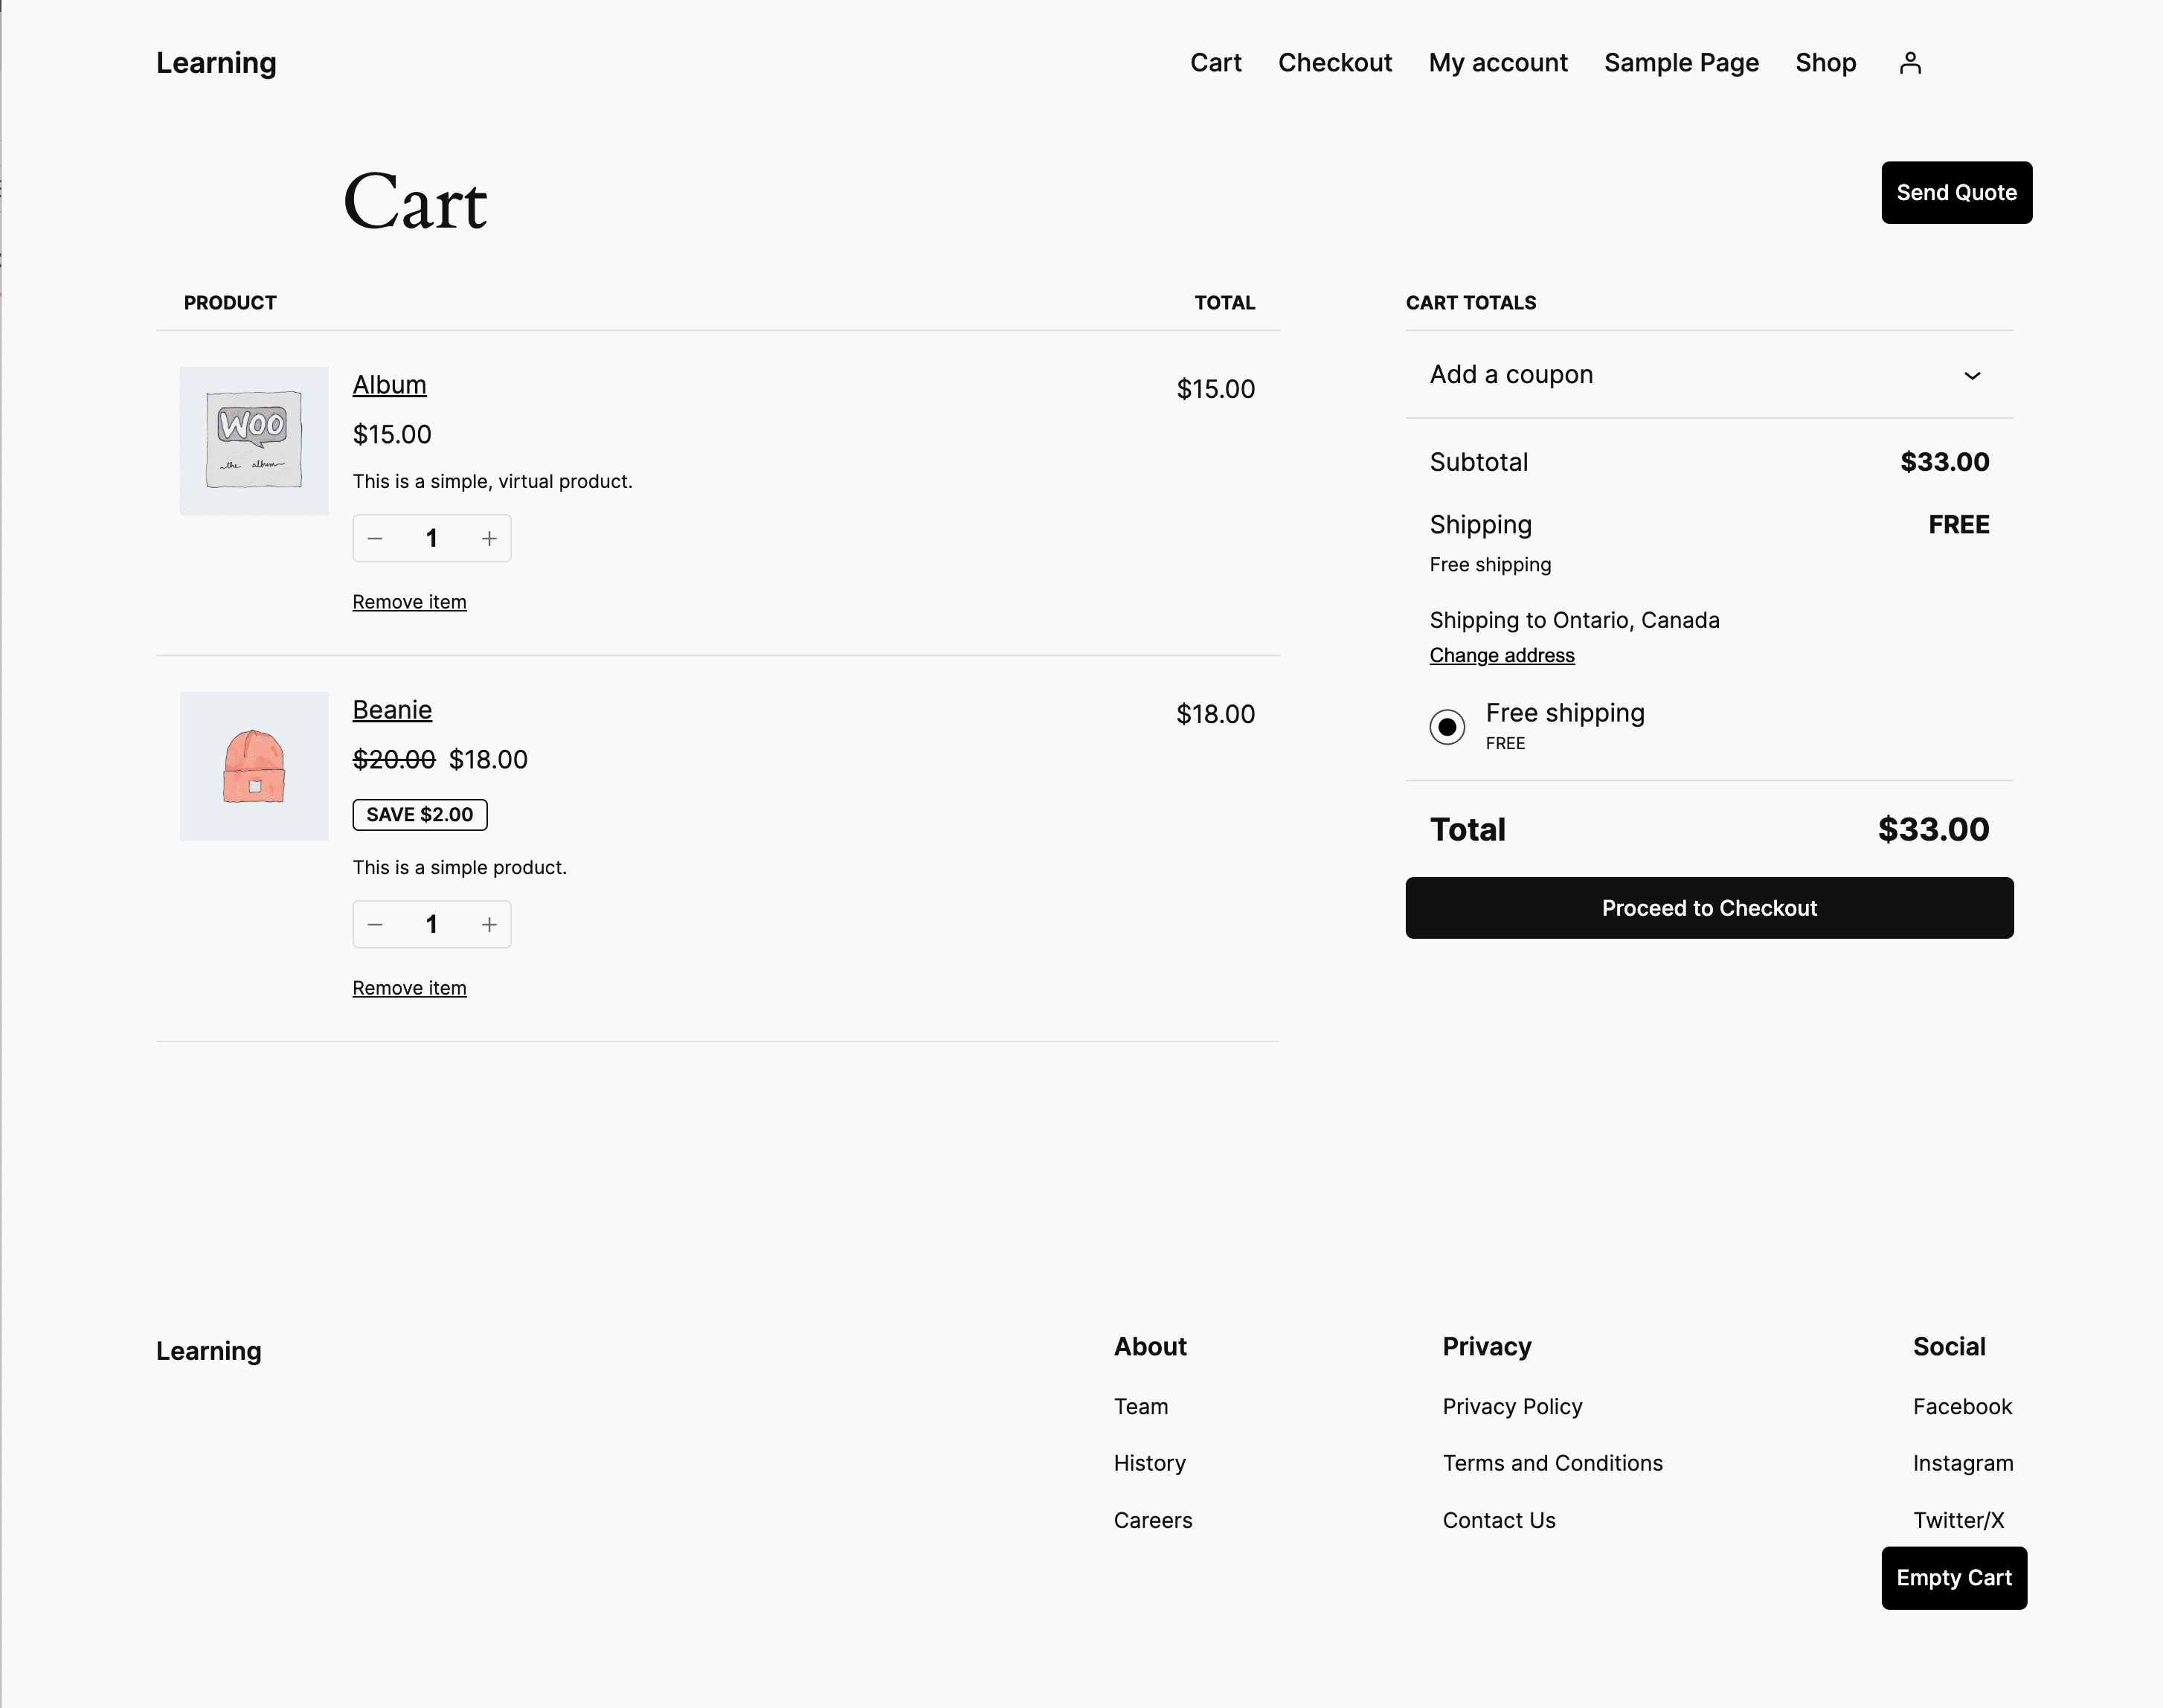 Learning
Cart Checkout My account Sample Page Shop
Cart
Send Quote
PRODUCT TOTAL
Album $15.00
$15.00
This is a simple, virtual product.
− 1 +
Remove item
WOO
the album
Beanie $18.00
$20.00 $18.00
SAVE $2.00
This is a simple product.
− 1 +
Remove item
CART TOTALS
Add a coupon
Subtotal $33.00
Shipping FREE
Free shipping
Shipping to Ontario, Canada
Change address
Free shipping
FREE
Total $33.00
Proceed to Checkout
Learning
About
Team
History
Careers
Privacy
Privacy Policy
Terms and Conditions
Contact Us
Social
Facebook
Instagram
Twitter/X
Empty Cart